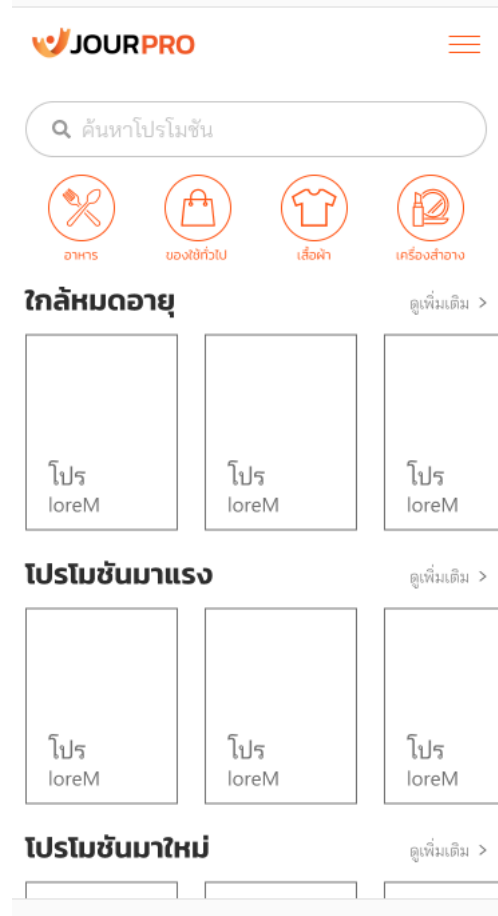 JOURPRO
ค้นหาโปรโมชัน
อาหาร ของใช้ทั่วไป เสื้อผ้า เครื่องสำอาง
ใกล้หมดอายุ ดูเพิ่มเติม >
โปร โปร โปร
loreM loreM loreM
โปรโมชันมาแรง ดูเพิ่มเติม >
โปร โปร โปร
loreM loreM loreM
โปรโมชันมาใหม่ ดูเพิ่มเติม >